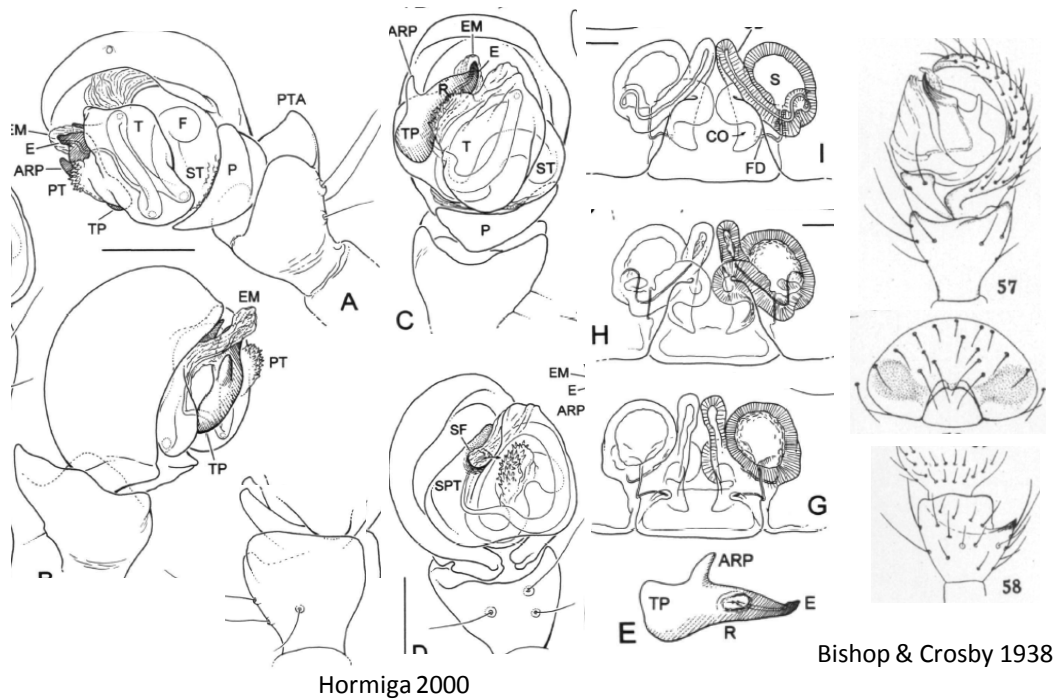 PTA
EM
E
ARP
PT
TP
T
F
ST
P
A
EM
PT
TP
ARP
EM
E
R
TP
T
ST
P
C
SF
SPT
EM
E
ARP
S
CO
FD
I
H
G
ARP
TP
E
R
E
57
58
Hormiga 2000
Bishop & Crosby 1938